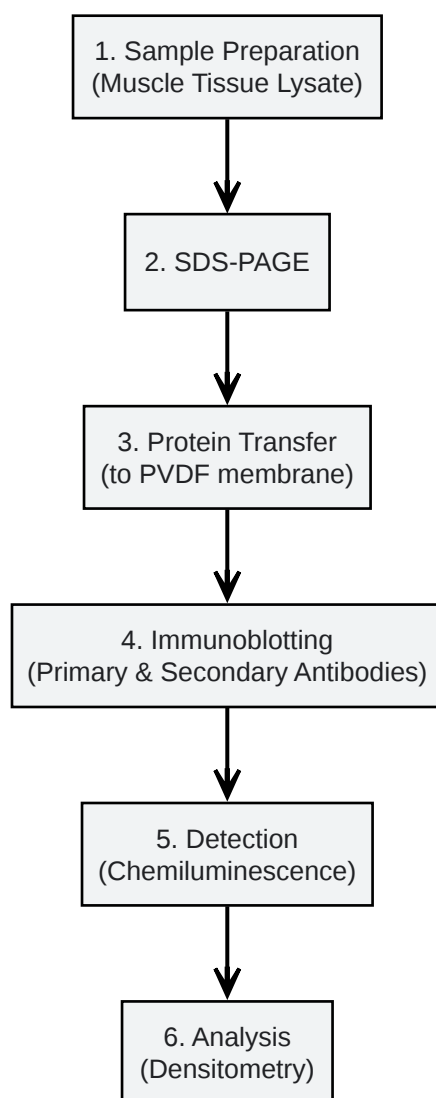 1. Sample Preparation
(Muscle Tissue Lysate)
2. SDS-PAGE
3. Protein Transfer
(to PVDF membrane)
4. Immunoblotting
(Primary & Secondary Antibodies)
5. Detection
(Chemiluminescence)
6. Analysis
(Densitometry)